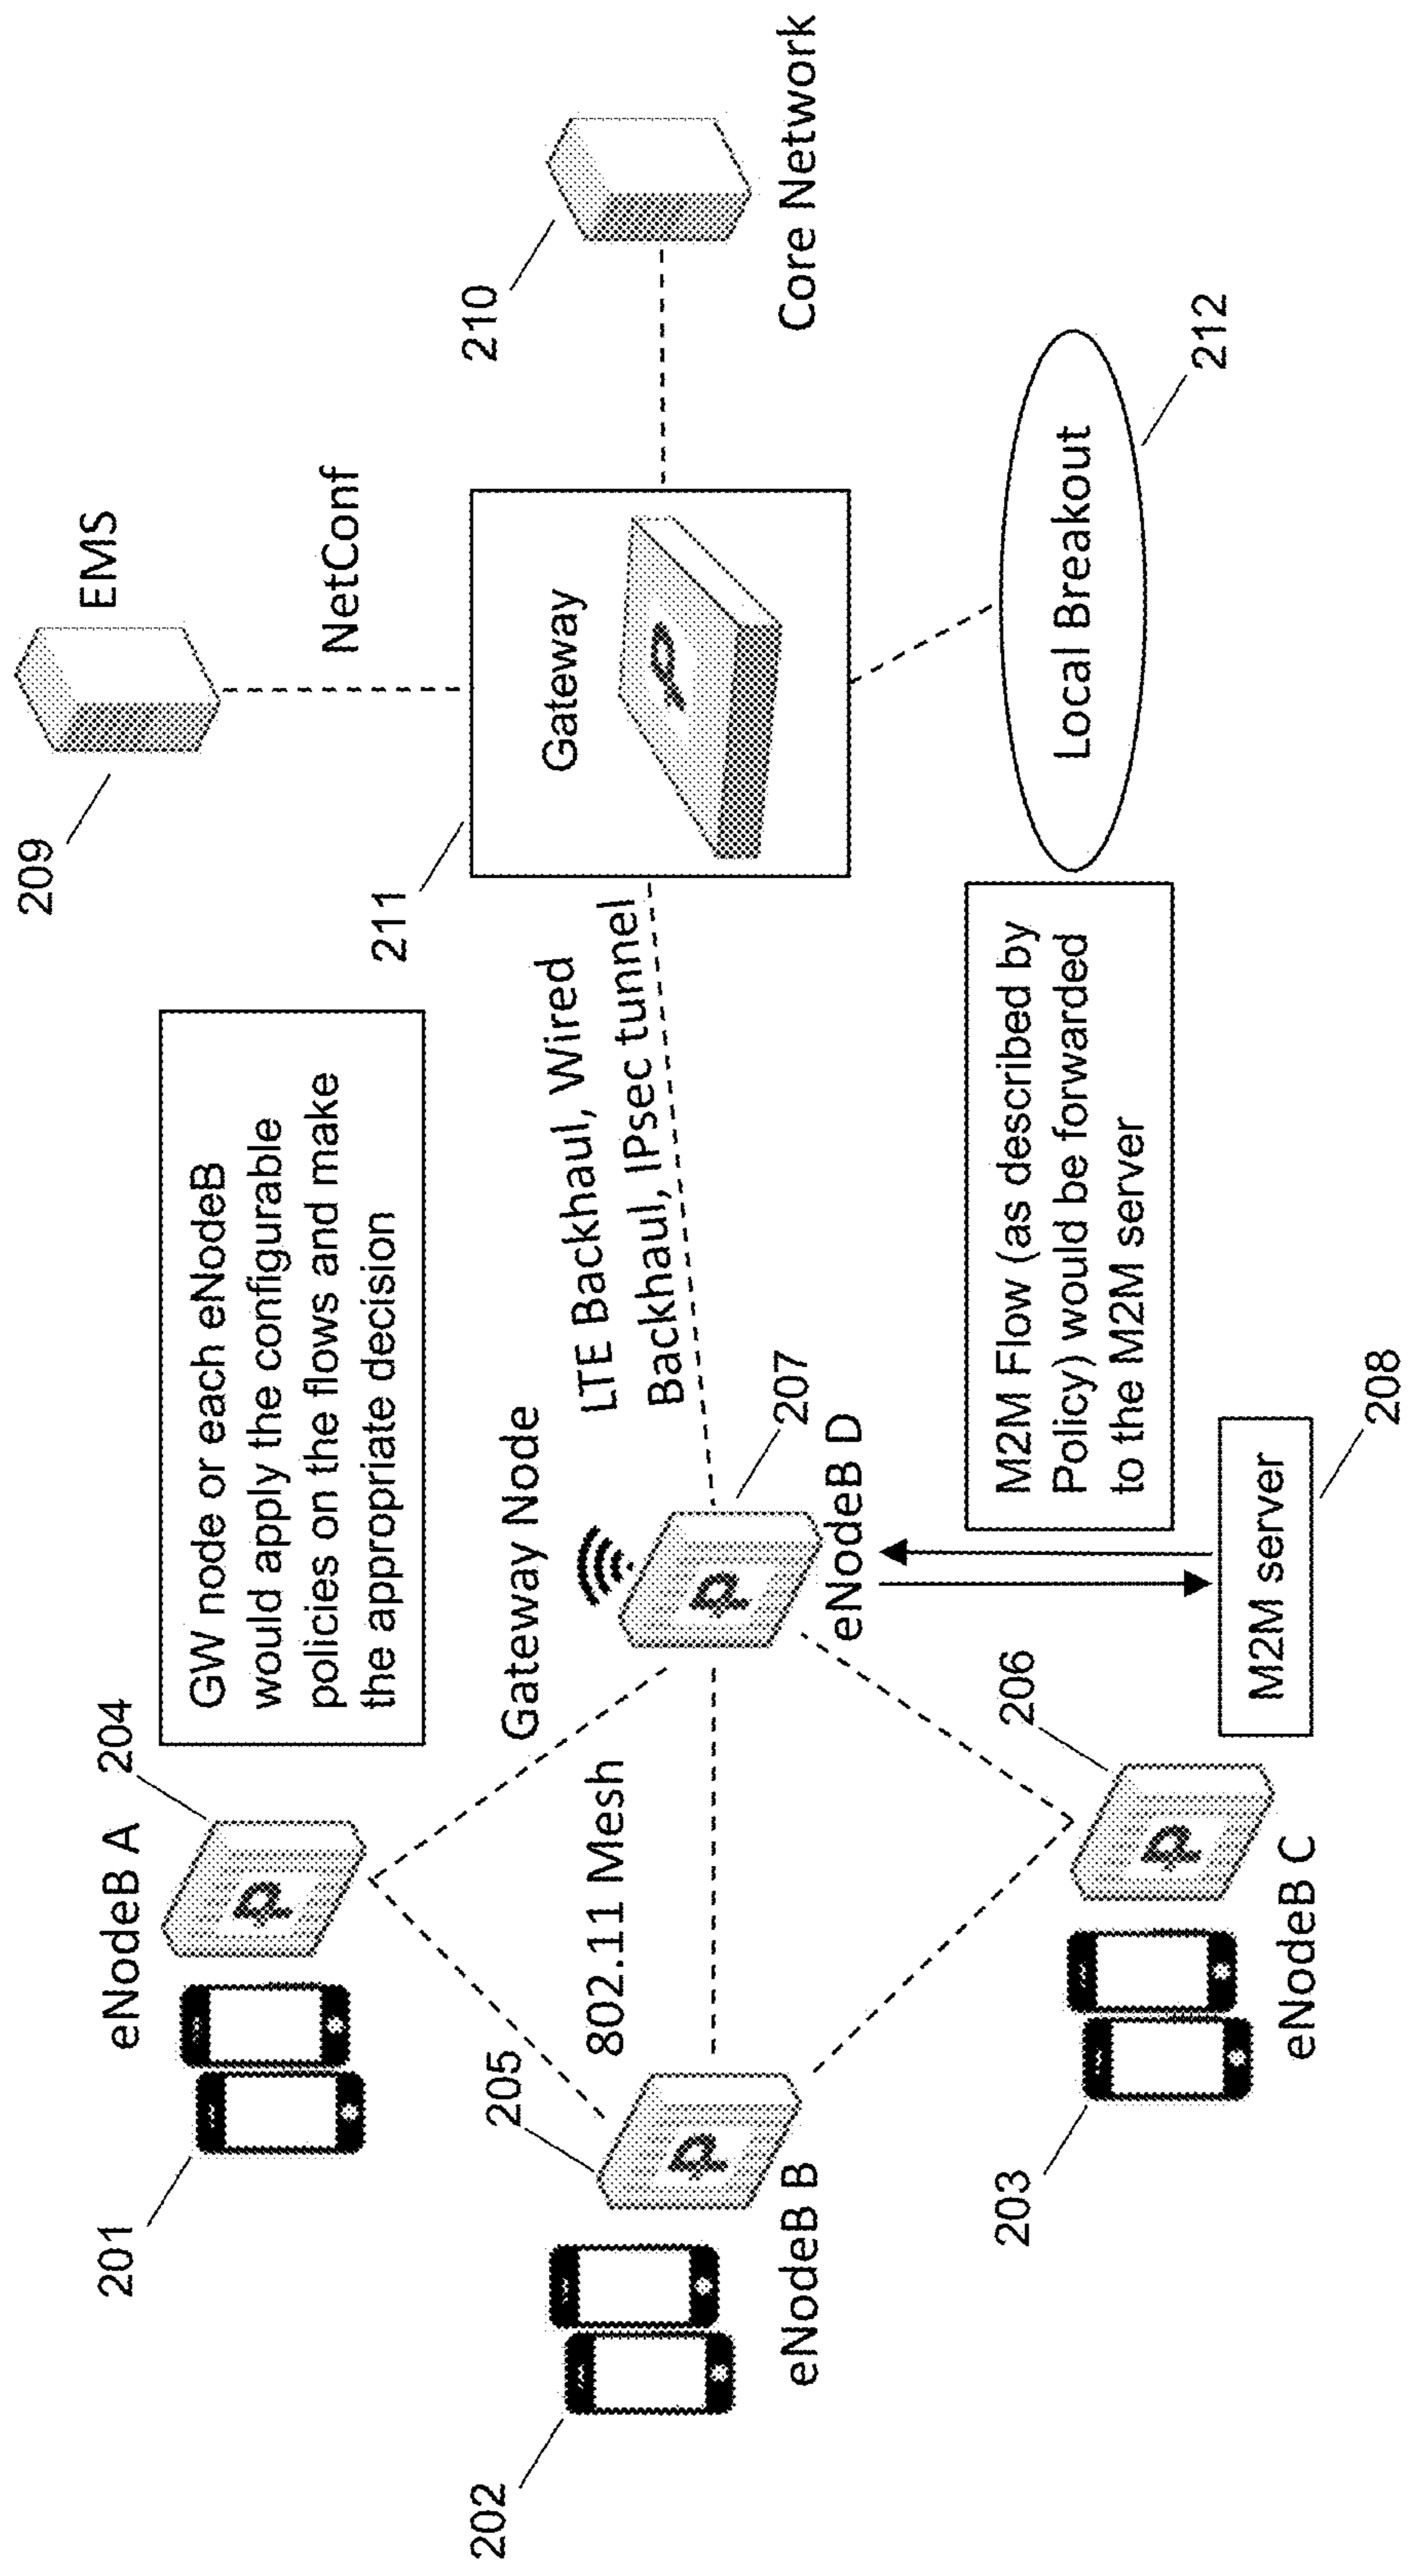 209
EMS
NetConf
204
eNodeB A
201
GW node or each eNodeB
would apply the configurable
policies on the flows and make
the appropriate decision
211
Gateway
210
Core Network
Gateway Node
LTE Backhaul, Wired
Backhaul, IPsec tunnel
207
eNodeB D
802.11 Mesh
205
eNodeB B
202
206
eNodeB C
203
M2M Flow (as described by
Policy) would be forwarded
to the M2M server
Local Breakout
212
M2M server
208